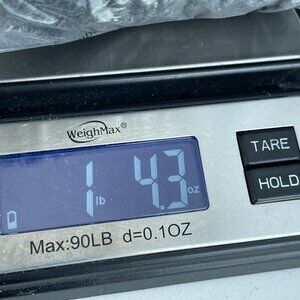 WeighMax®
TARE
1 lb 4.3 oz
HOLD
Max:90LB d=0.1OZ